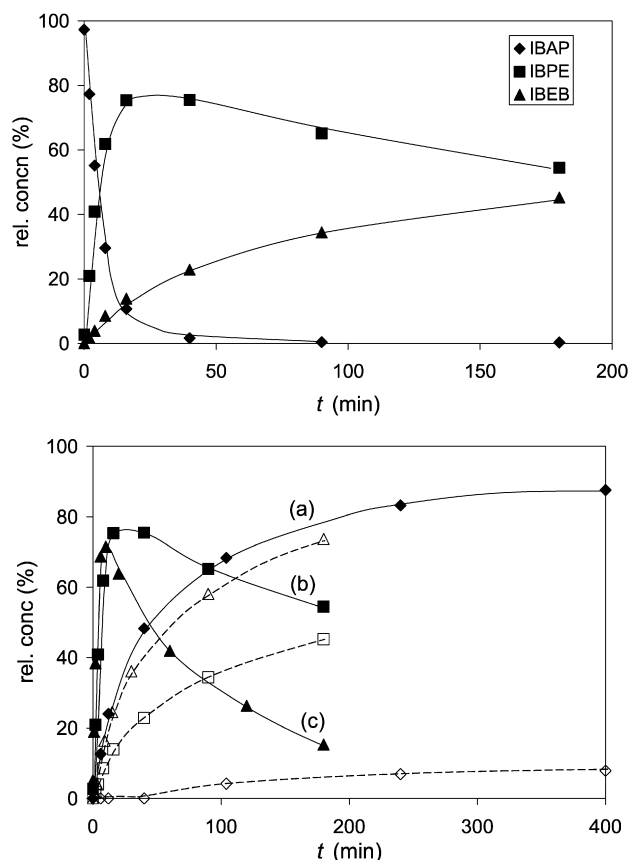 100
80
60
40
20
0
rel. concn (%)
IBAP
IBPE
IBEB
0 50 100 150 200
t (min)
100
80
60
40
20
0
rel. conc (%)
(a)
(b)
(c)
0 100 200 300 400
t (min)